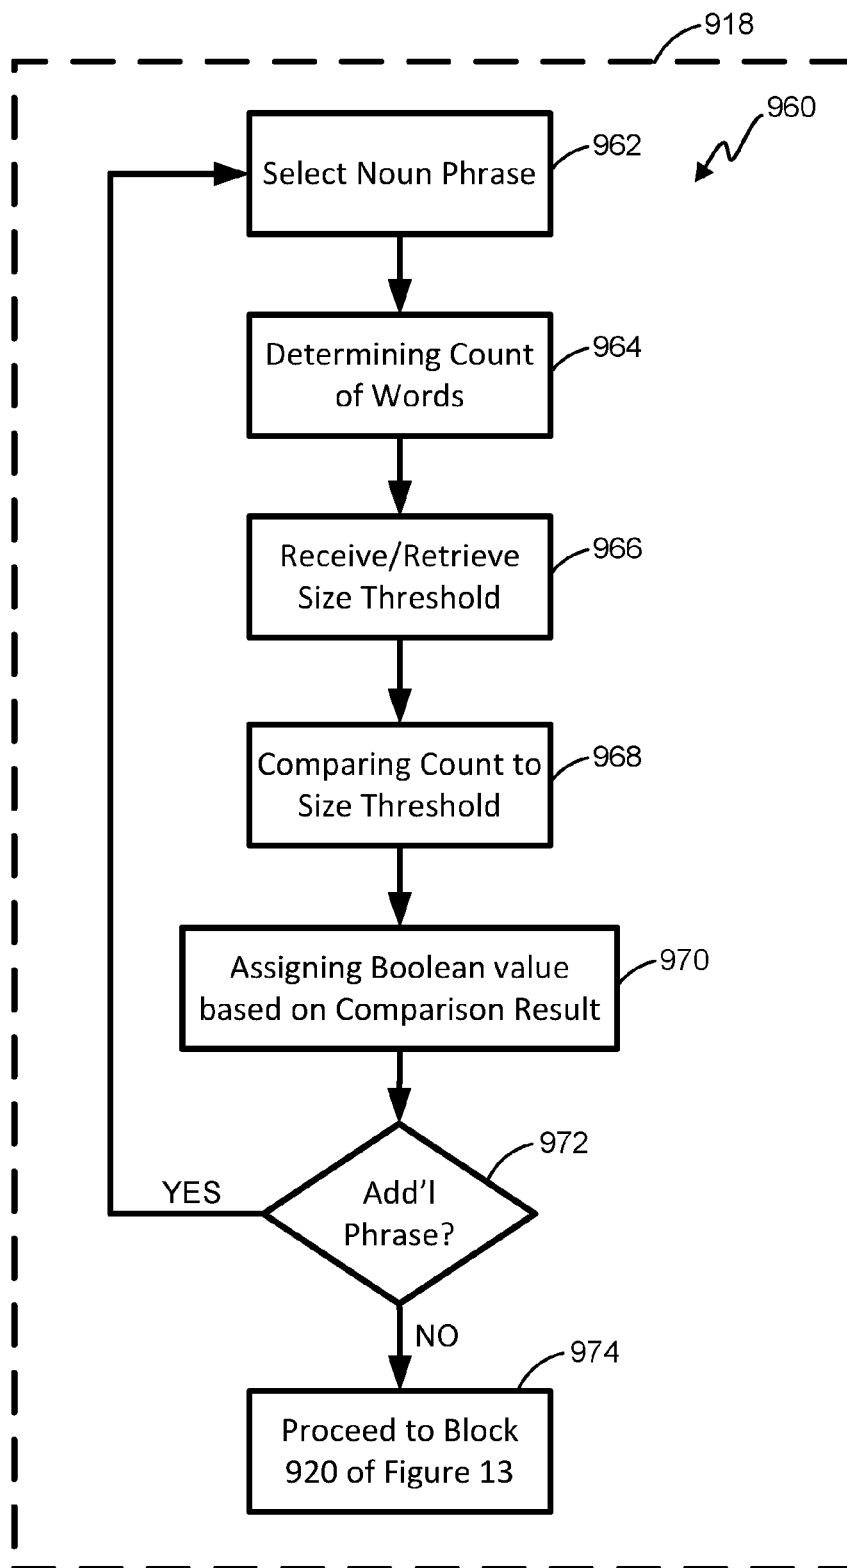 918
960
Select Noun Phrase
962
Determining Count
of Words
964
Receive/Retrieve
Size Threshold
966
Comparing Count to
Size Threshold
968
Assigning Boolean value
based on Comparison Result
970
Add'l
Phrase?
972
YES
NO
974
Proceed to Block
920 of Figure 13